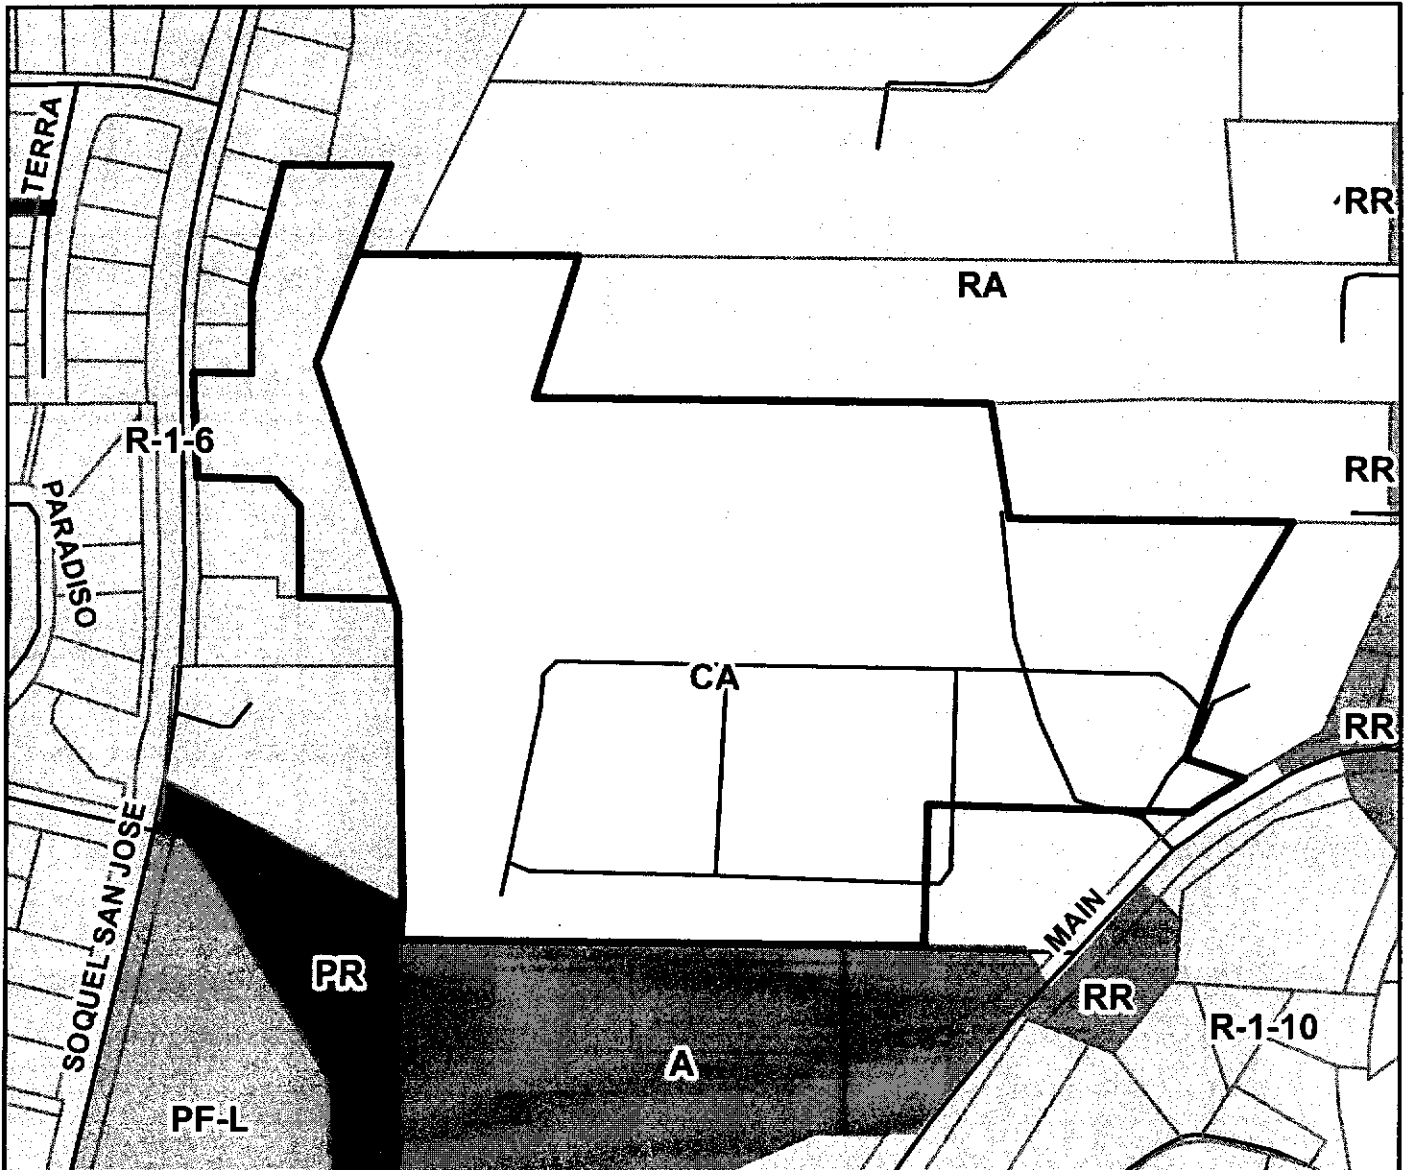 TERRA
RR
RA
R-1-6
RR
PARADISO
CA
RR
SOQUEL SAN JOSE
MAIN
PR
RR
R-1-10
A
PF-L